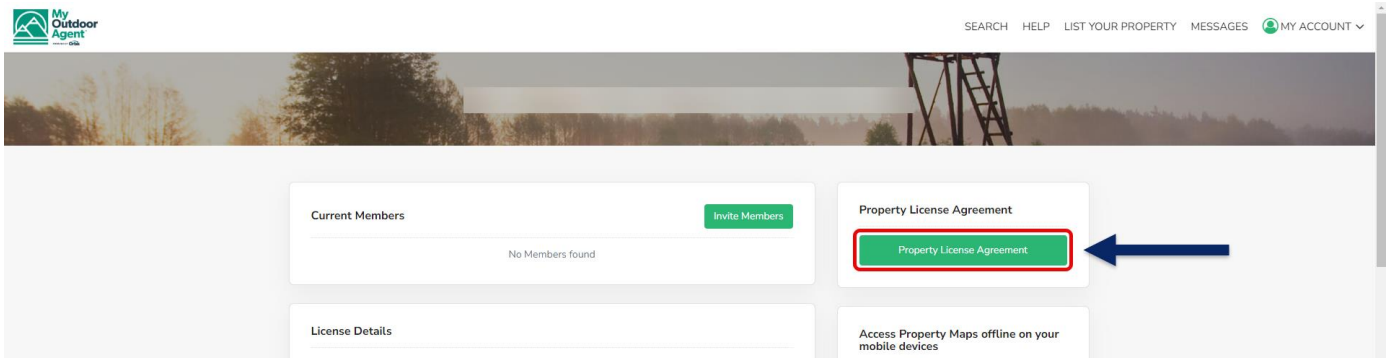 My
Outdoor
Agent
SEARCH HELP LIST YOUR PROPERTY MESSAGES MY ACCOUNT
Current Members
Invite Members
No Members found
Property License Agreement
Property License Agreement
License Details
Access Property Maps offline on your
mobile devices